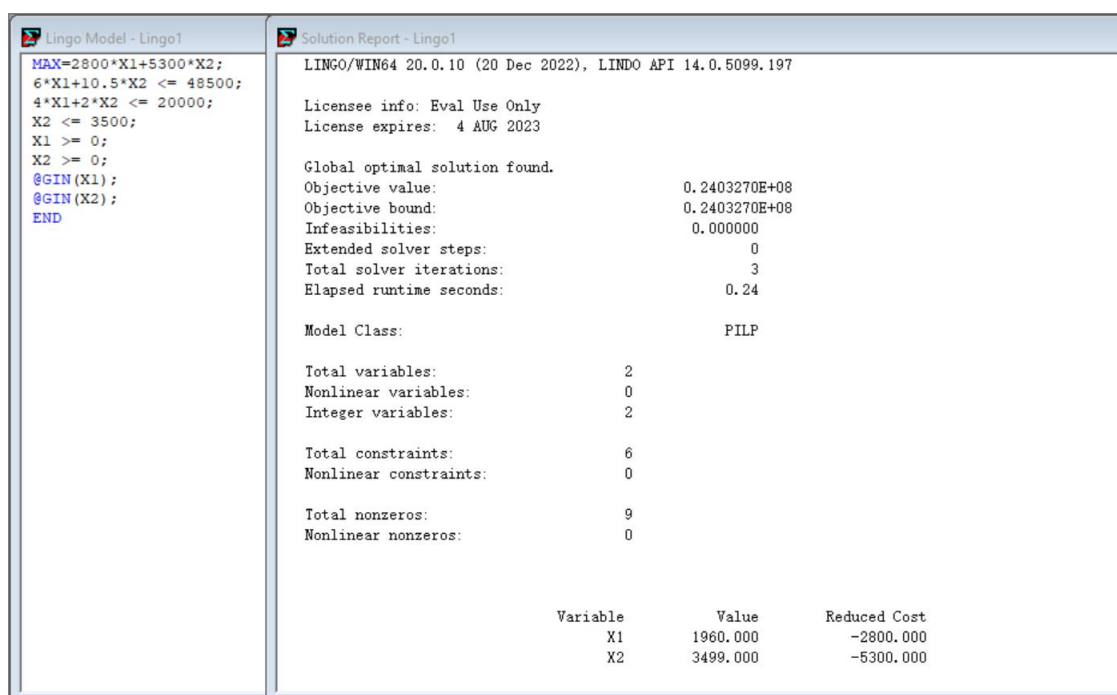 Lingo Model - Lingo1
MAX=2800*X1+5300*X2;
6*X1+10.5*X2 <= 48500;
4*X1+2*X2 <= 20000;
X2 <= 3500;
X1 >= 0;
X2 >= 0;
@GIN(X1);
@GIN(X2);
END
Solution Report - Lingo1
LINGO/WIN64 20.0.10 (20 Dec 2022), LINDO API 14.0.5099.197
Licensee info: Eval Use Only
License expires: 4 AUG 2023
Global optimal solution found.
Objective value: 0.2403270E+08
Objective bound: 0.2403270E+08
Infeasibilities: 0.000000
Extended solver steps: 0
Total solver iterations: 3
Elapsed runtime seconds: 0.24
Model Class: PILP
Total variables: 2
Nonlinear variables: 0
Integer variables: 2
Total constraints: 6
Nonlinear constraints: 0
Total nonzeros: 9
Nonlinear nonzeros: 0
Variable Value Reduced Cost
X1 1960.000 -2800.000
X2 3499.000 -5300.000